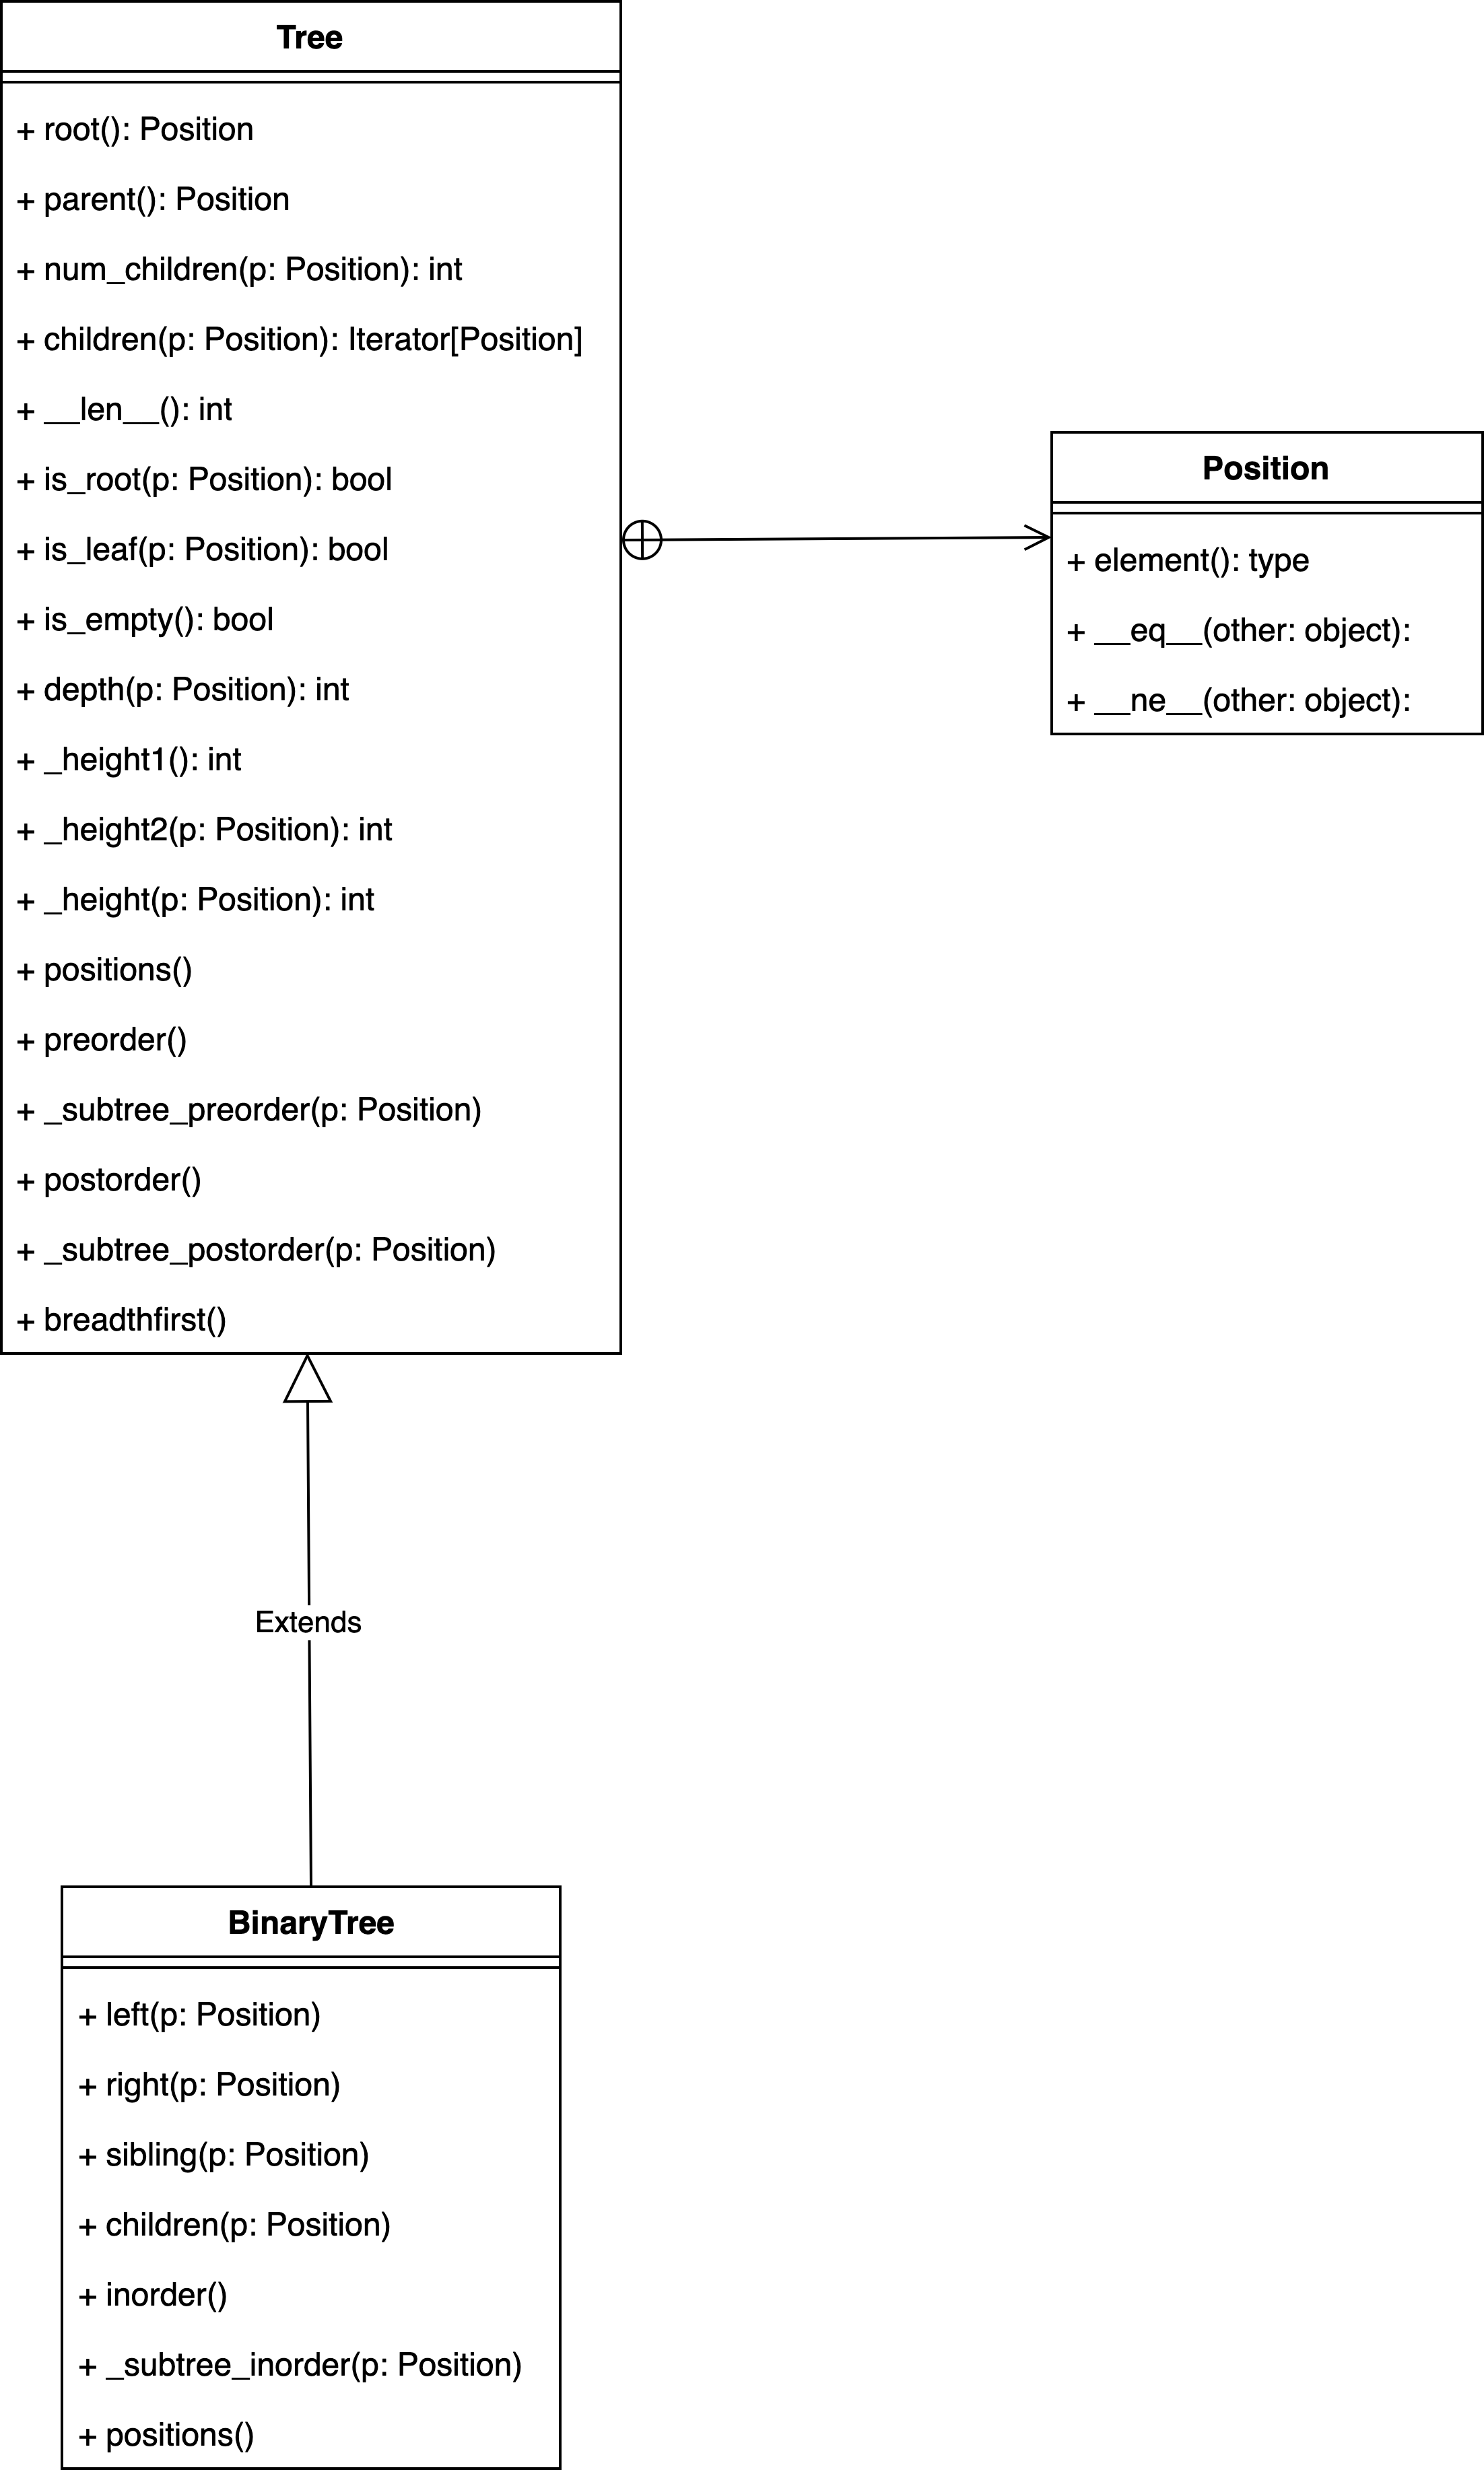 Tree
+ root(): Position
+ parent(): Position
+ num_children(p: Position): int
+ children(p: Position): Iterator[Position]
+ __len__(): int
+ is_root(p: Position): bool
+ is_leaf(p: Position): bool
+ is_empty(): bool
+ depth(p: Position): int
+ _height1(): int
+ _height2(p: Position): int
+ _height(p: Position): int
+ positions()
+ preorder()
+ _subtree_preorder(p: Position)
+ postorder()
+ _subtree_postorder(p: Position)
+ breadthfirst()
Position
+ element(): type
+ __eq__(other: object):
+ __ne__(other: object):
Extends
BinaryTree
+ left(p: Position)
+ right(p: Position)
+ sibling(p: Position)
+ children(p: Position)
+ inorder()
+ _subtree_inorder(p: Position)
+ positions()